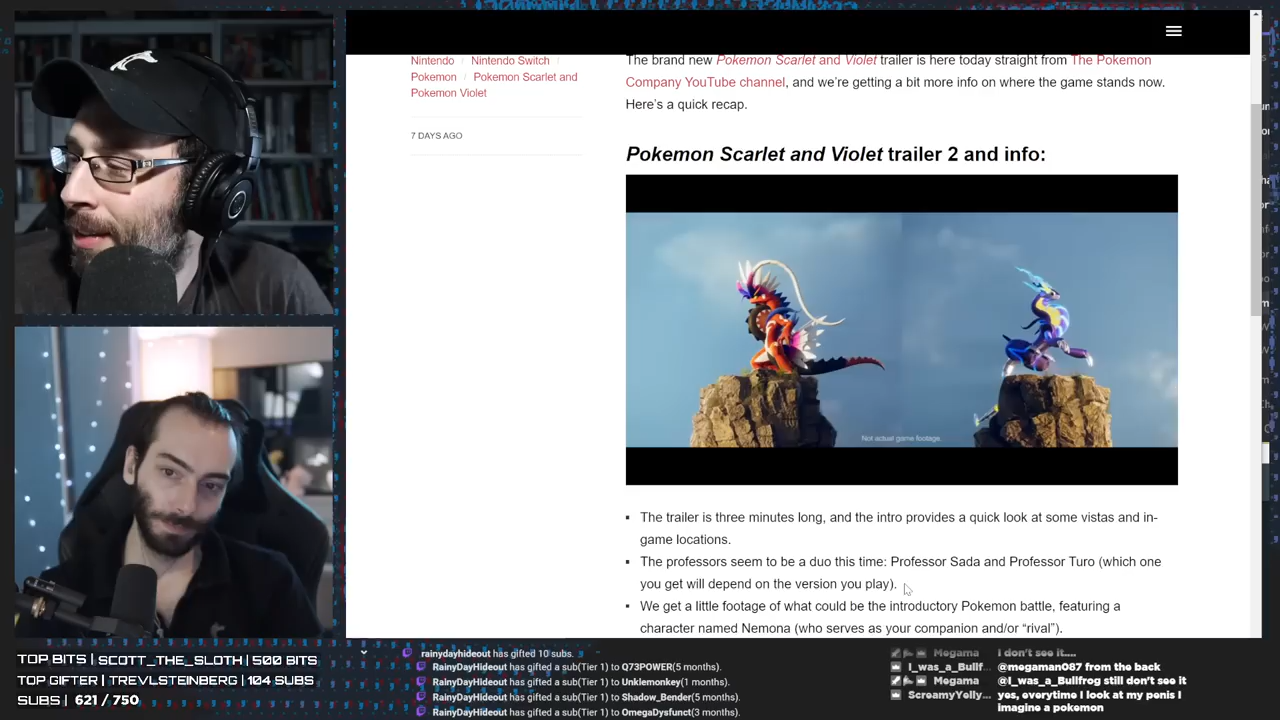 Nintendo / Nintendo Switch /
Pokemon / Pokemon Scarlet and
Pokemon Violet
7 DAYS AGO
The brand new Pokemon Scarlet and Violet trailer is here today straight from The Pokemon
Company YouTube channel, and we're getting a bit more info on where the game stands now.
Here's a quick recap.
Pokemon Scarlet and Violet trailer 2 and info:
Not actual game footage.
▪ The trailer is three minutes long, and the intro provides a quick look at some vistas and in-
game locations.
▪ The professors seem to be a duo this time: Professor Sada and Professor Turo (which one
you get will depend on the version you play).
▪ We get a little footage of what could be the introductory Pokemon battle, featuring a
character named Nemona (who serves as your companion and/or "rival").
TOP BITS | SCOTT_THE_SLOTH | 500 BITS
TOP GIFTER | TREVLSTEINBERG | 104 SUBS
SUBS | 621 / 750
rainydayhideout has gifted 10 subs.
RainyDayHideout has gifted a sub(Tier 1) to Q73POWER(5 months).
RainyDayHideout has gifted a sub(Tier 1) to Unklemonkey(1 months).
RainyDayHideout has gifted a sub(Tier 1) to Shadow_Bender(5 months).
RainyDayHideout has gifted a sub(Tier 1) to OmegaDysfunct(3 months).
Megama i don't see it....
I_was_a_Bullf... @megaman087 from the back
Megama @I_was_a_Bullfrog still don't see it
ScreamyYelly... yes, everytime I look at my penis I
imagine a pokemon